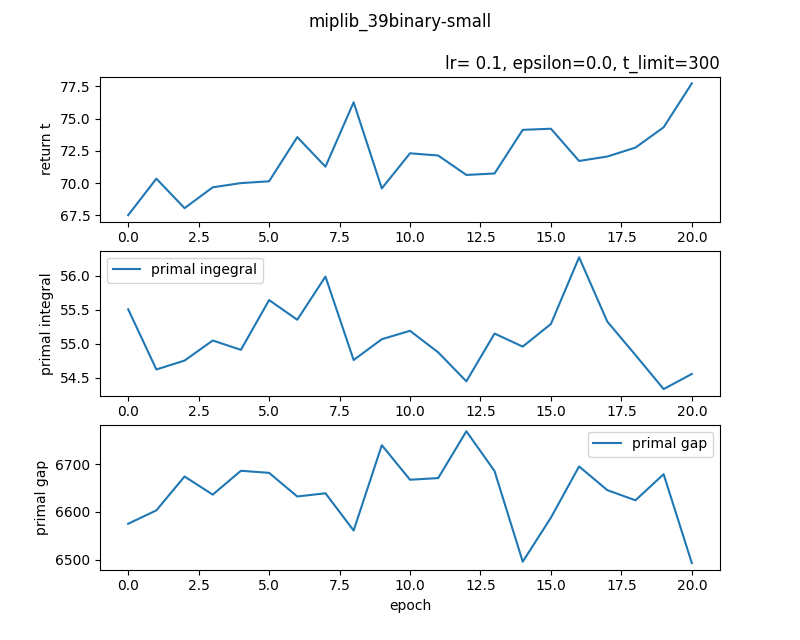 miplib_39binary-small
lr= 0.1, epsilon=0.0, t_limit=300
return t
77.5
75.0
72.5
70.0
67.5
0.0 2.5 5.0 7.5 10.0 12.5 15.0 17.5 20.0
primal integral
primal ingegral
56.0
55.5
55.0
54.5
0.0 2.5 5.0 7.5 10.0 12.5 15.0 17.5 20.0
primal gap
primal gap
6700
6600
6500
0.0 2.5 5.0 7.5 10.0 12.5 15.0 17.5 20.0
epoch